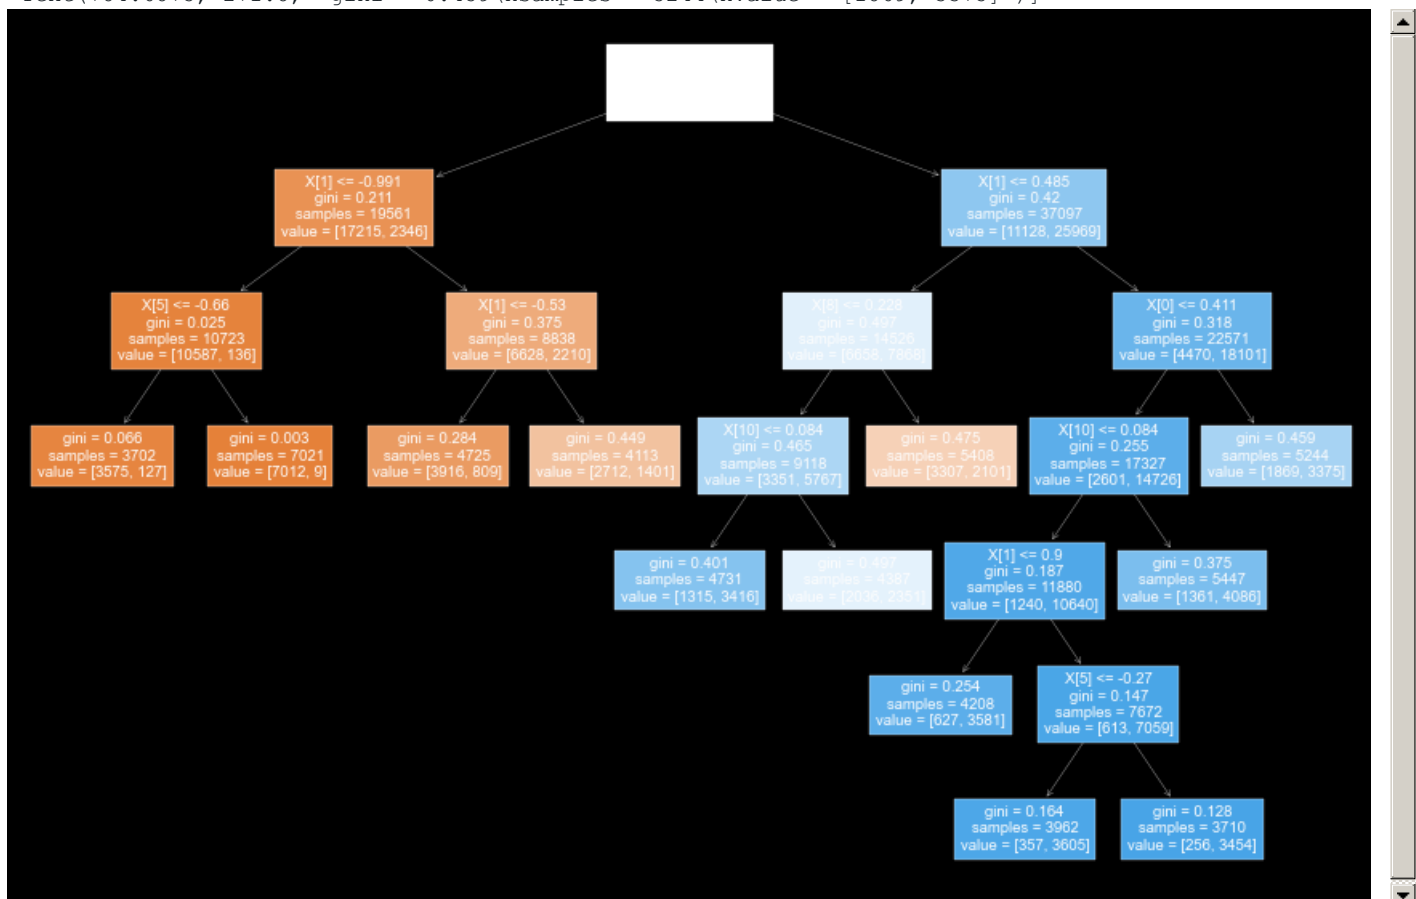 X[1] <= -0.991
gini = 0.211
samples = 19561
value = [17215, 2346]
X[1] <= 0.485
gini = 0.42
samples = 37097
value = [11128, 25969]
X[5] <= -0.66
gini = 0.025
samples = 10723
value = [10587, 136]
X[1] <= -0.53
gini = 0.375
samples = 8838
value = [6628, 2210]
X[8] <= 0.228
gini = 0.497
samples = 14526
value = [6658, 7868]
X[0] <= 0.411
gini = 0.318
samples = 22571
value = [4470, 18101]
gini = 0.066
samples = 3702
value = [3575, 127]
gini = 0.003
samples = 7021
value = [7012, 9]
gini = 0.284
samples = 4725
value = [3916, 809]
gini = 0.449
samples = 4113
value = [2712, 1401]
X[10] <= 0.084
gini = 0.465
samples = 9118
value = [3351, 5767]
gini = 0.475
samples = 5408
value = [3307, 2101]
X[10] <= 0.084
gini = 0.255
samples = 17327
value = [2601, 14726]
gini = 0.459
samples = 5244
value = [1869, 3375]
gini = 0.401
samples = 4731
value = [1315, 3416]
gini = 0.497
samples = 4387
value = [2036, 2351]
X[1] <= 0.9
gini = 0.187
samples = 11880
value = [1240, 10640]
gini = 0.375
samples = 5447
value = [1361, 4086]
gini = 0.254
samples = 4208
value = [627, 3581]
X[5] <= -0.27
gini = 0.147
samples = 7672
value = [613, 7059]
gini = 0.164
samples = 3962
value = [357, 3605]
gini = 0.128
samples = 3710
value = [256, 3454]